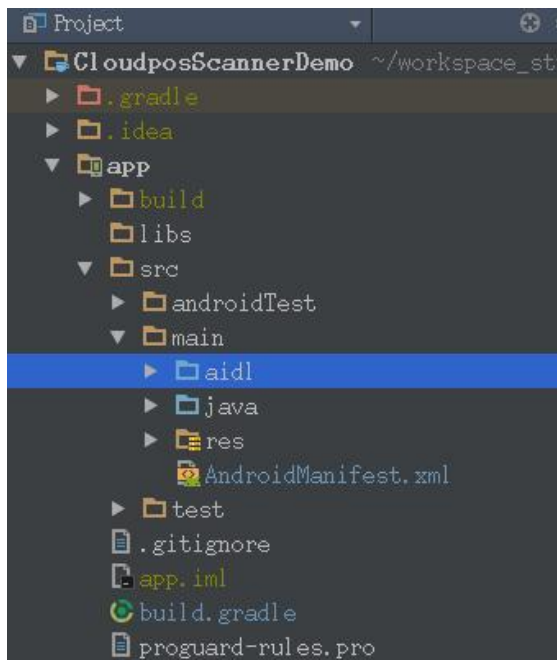 Project
CloudposScannerDemo ~/workspace_st
.gradle
.idea
app
build
libs
src
androidTest
main
aidl
java
res
AndroidManifest.xml
test
.gitignore
app.iml
build.gradle
proguard-rules.pro